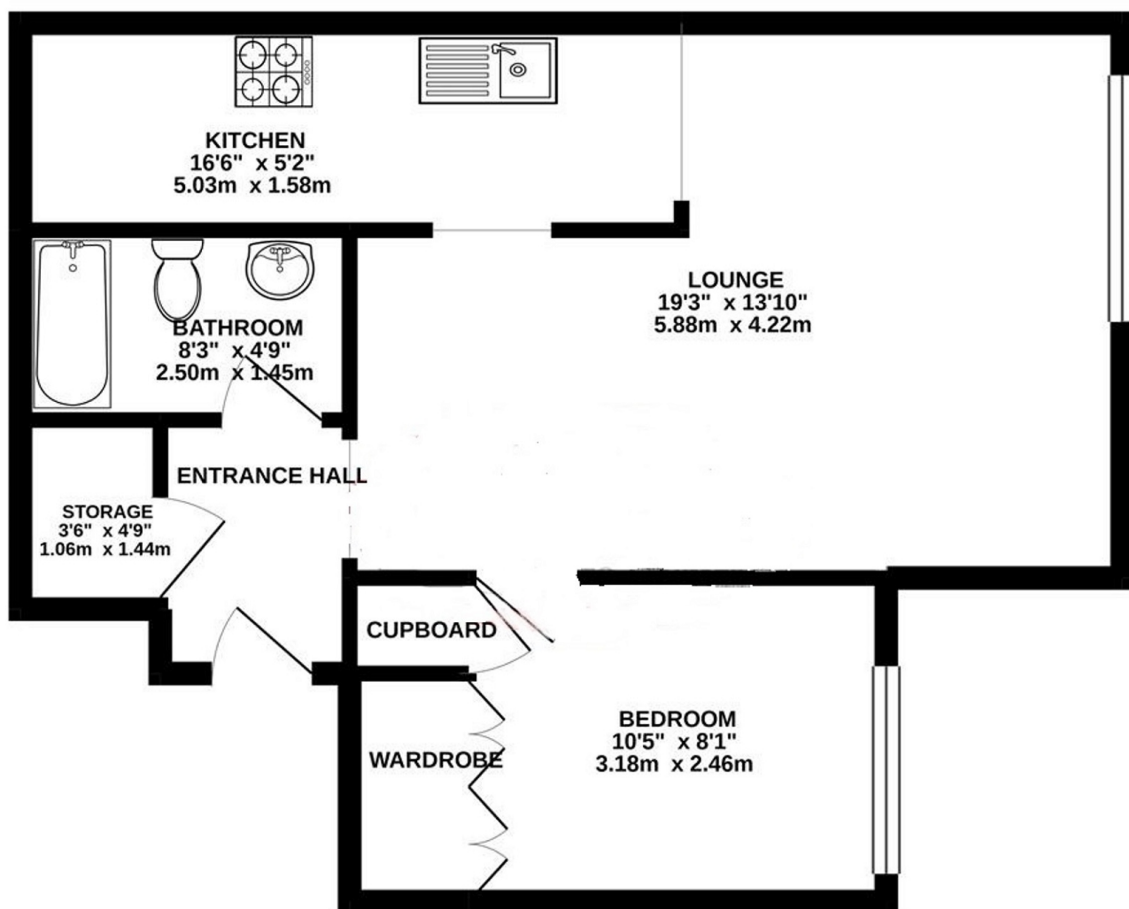 KITCHEN
16'6" x 5'2"
5.03m x 1.58m
LOUNGE
19'3" x 13'10"
5.88m x 4.22m
BATHROOM
8'3" x 4'9"
2.50m x 1.45m
ENTRANCE HALL
STORAGE
3'6" x 4'9"
1.06m x 1.44m
CUPBOARD
WARDROBE
BEDROOM
10'5" x 8'1"
3.18m x 2.46m